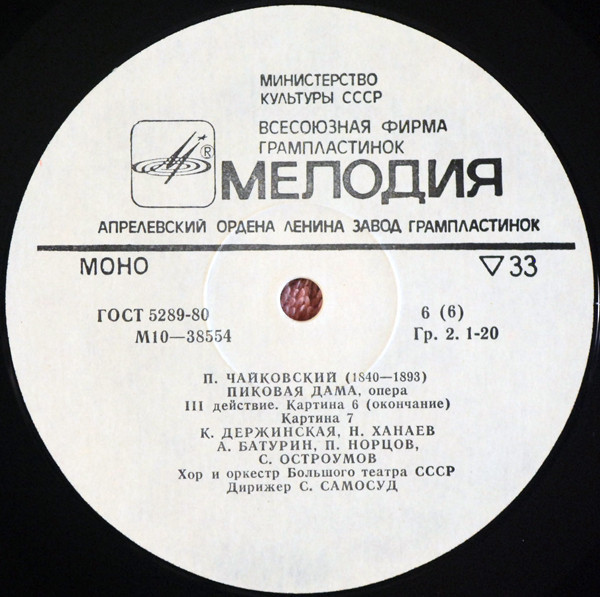 МИНИСТЕРСТВО
КУЛЬТУРЫ СССР
ВСЕСОЮЗНАЯ ФИРМА
ГРАМПЛАСТИНОК
®
МЕЛОДИЯ
АПРЕЛЕВСКИЙ ОРДЕНА ЛЕНИНА ЗАВОД ГРАМПЛАСТИНОК
МОНО ▽33
ГОСТ 5289-80 6 (6)
М10—38554 Гр. 2. 1-20
П. ЧАЙКОВСКИЙ (1840—1893)
ПИКОВАЯ ДАМА, опера
III действие. Картина 6 (окончание)
Картина 7
К. ДЕРЖИНСКАЯ, Н. ХАНАЕВ
А. БАТУРИН, П. НОРЦОВ,
С. ОСТРОУМОВ
Хор и оркестр Большого театра СССР
Дирижер С. САМОСУД